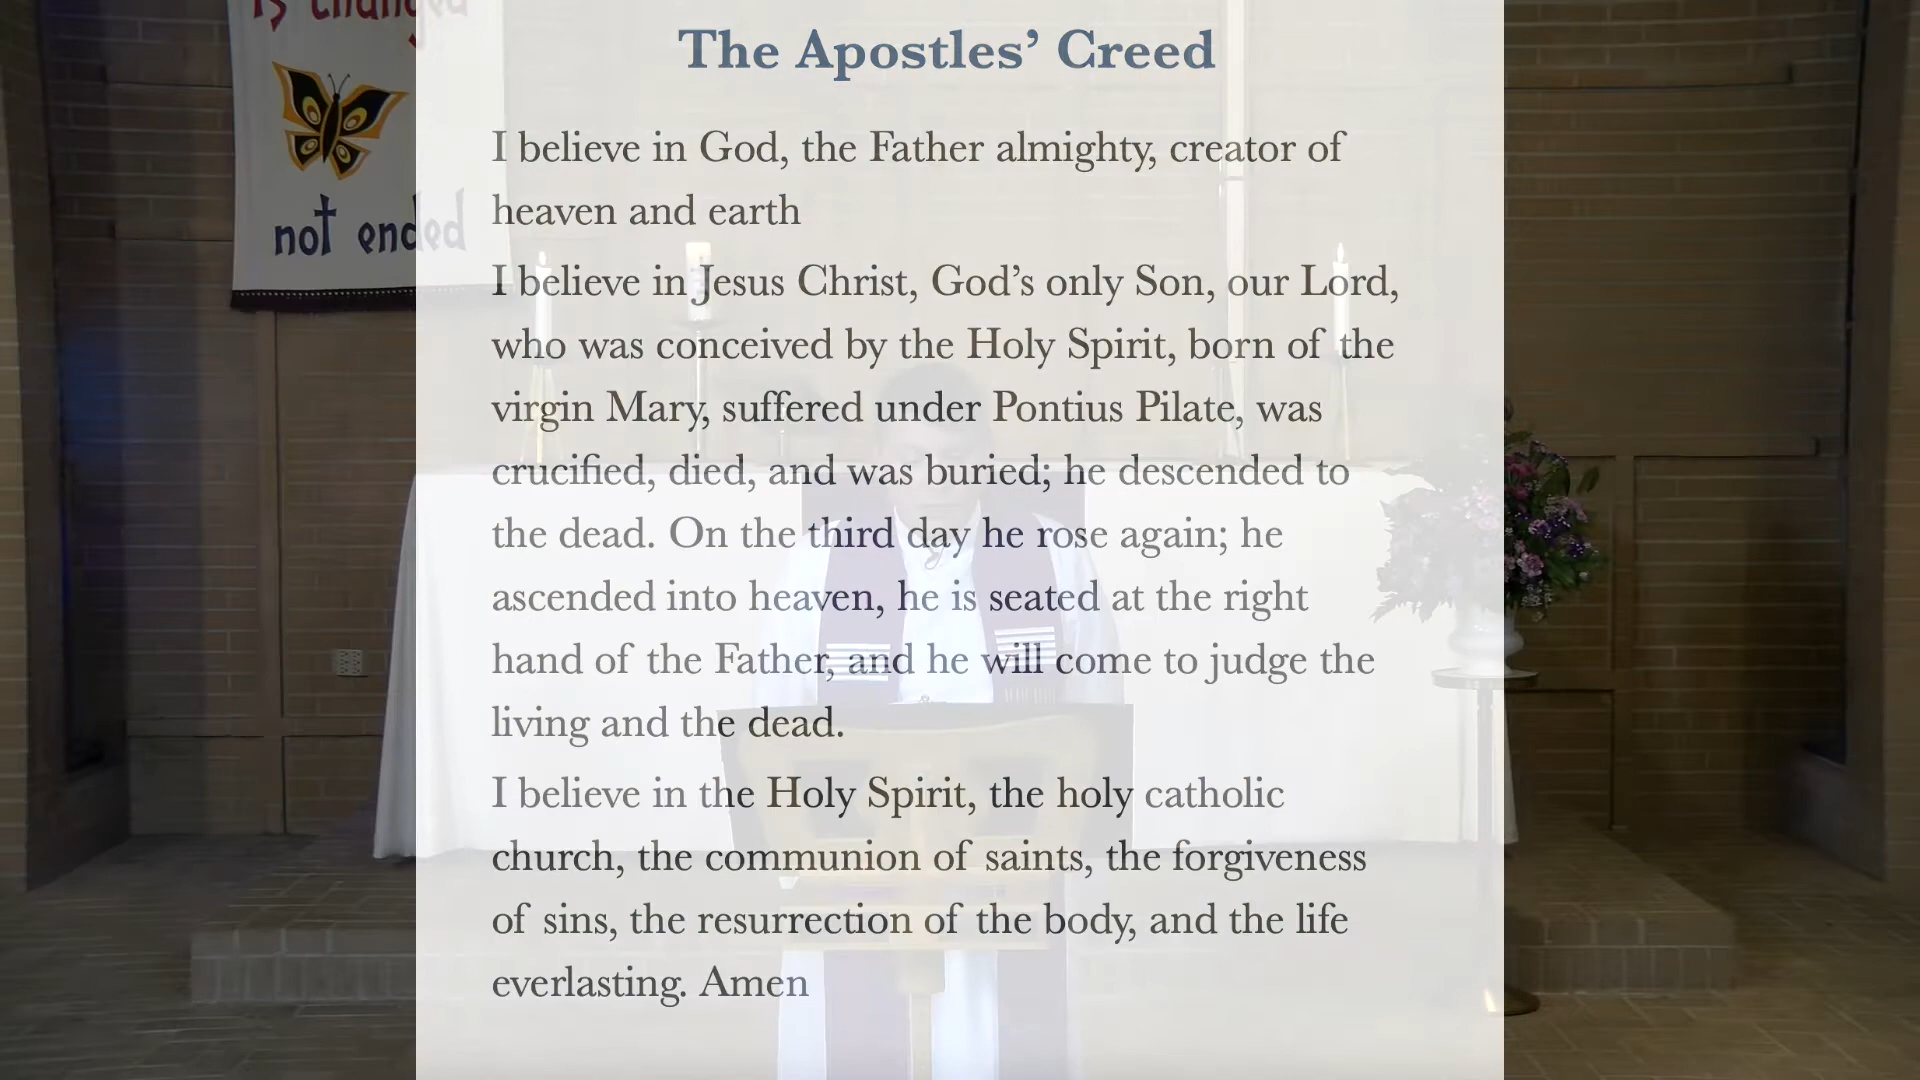 is changed
not ended
The Apostles’ Creed
I believe in God, the Father almighty, creator of
heaven and earth
I believe in Jesus Christ, God’s only Son, our Lord,
who was conceived by the Holy Spirit, born of the
virgin Mary, suffered under Pontius Pilate, was
crucified, died, and was buried; he descended to
the dead. On the third day he rose again; he
ascended into heaven, he is seated at the right
hand of the Father, and he will come to judge the
living and the dead.
I believe in the Holy Spirit, the holy catholic
church, the communion of saints, the forgiveness
of sins, the resurrection of the body, and the life
everlasting. Amen